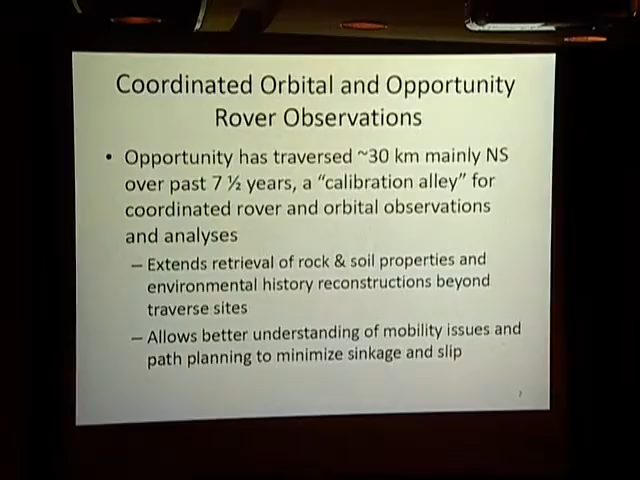 Coordinated Orbital and Opportunity
Rover Observations
• Opportunity has traversed ~30 km mainly NS
over past 7 ½ years, a “calibration alley” for
coordinated rover and orbital observations
and analyses
– Extends retrieval of rock & soil properties and
environmental history reconstructions beyond
traverse sites
– Allows better understanding of mobility issues and
path planning to minimize sinkage and slip
7